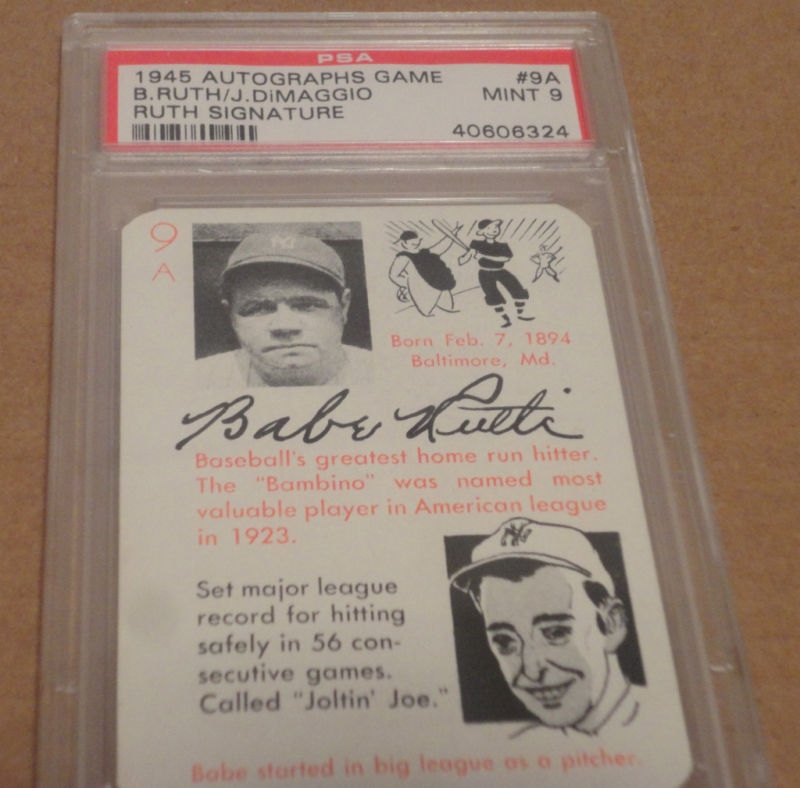 PSA
1945 AUTOGRAPHS GAME #9A
B.RUTH/J.DiMAGGIO MINT 9
RUTH SIGNATURE
40606324
9
A
NY
Born Feb. 7, 1894
Baltimore, Md.
Babe Ruth
Baseball's greatest home run hitter.
The "Bambino" was named most
valuable player in American league
in 1923.
NY
Set major league
record for hitting
safely in 56 con-
secutive games.
Called "Joltin' Joe."
Babe started in big league as a pitcher.